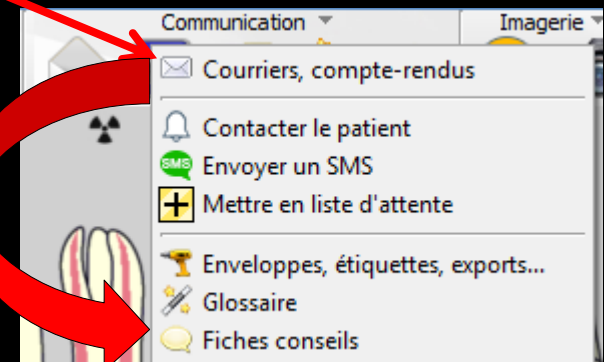 Communication
Imagerie
Courriers, compte-rendus
Contacter le patient
SMS Envoyer un SMS
Mettre en liste d'attente
Enveloppes, étiquettes, exports...
Glossaire
Fiches conseils